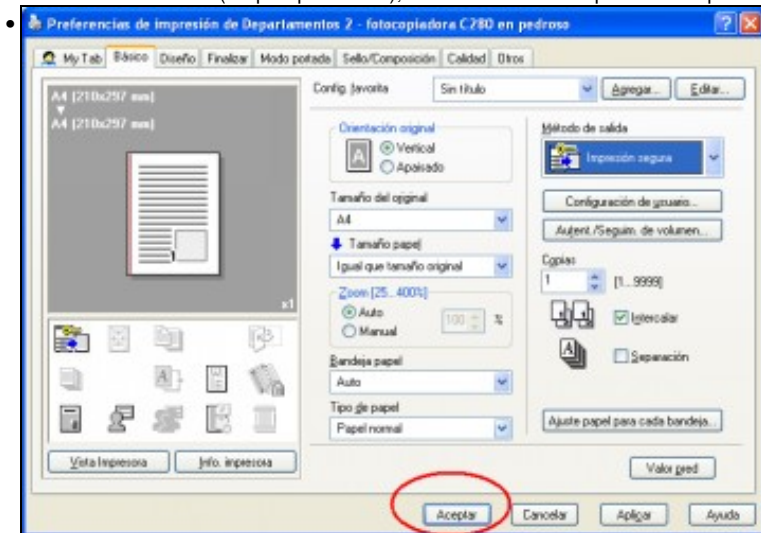 Preferencias de impresión de Departamentos 2 - fotocopiadora C280 en pedroso
My Tab Básico Diseño Finalizar Modo portada Sello/Composición Calidad Otros
A4 [210x297 mm]
A4 [210x297 mm]
x1
Vista Impresora Info. impresora
Config. favorita Sin título Agregar... Editar...
Orientación original
A Vertical
Apaisado
Tamaño del original
A4
Tamaño papel
Igual que tamaño original
Zoom [25...400%]
Auto
Manual
100 %
Bandeja papel
Auto
Tipo de papel
Papel normal
Método de salida
Impresión segura
Configuración de usuario...
Autent./Seguim. de volumen...
Copias
1 [1...9999]
Intercalar
Separación
Ajuste papel para cada bandeja...
Valor pred
Aceptar Cancelar Aplicar Ayuda